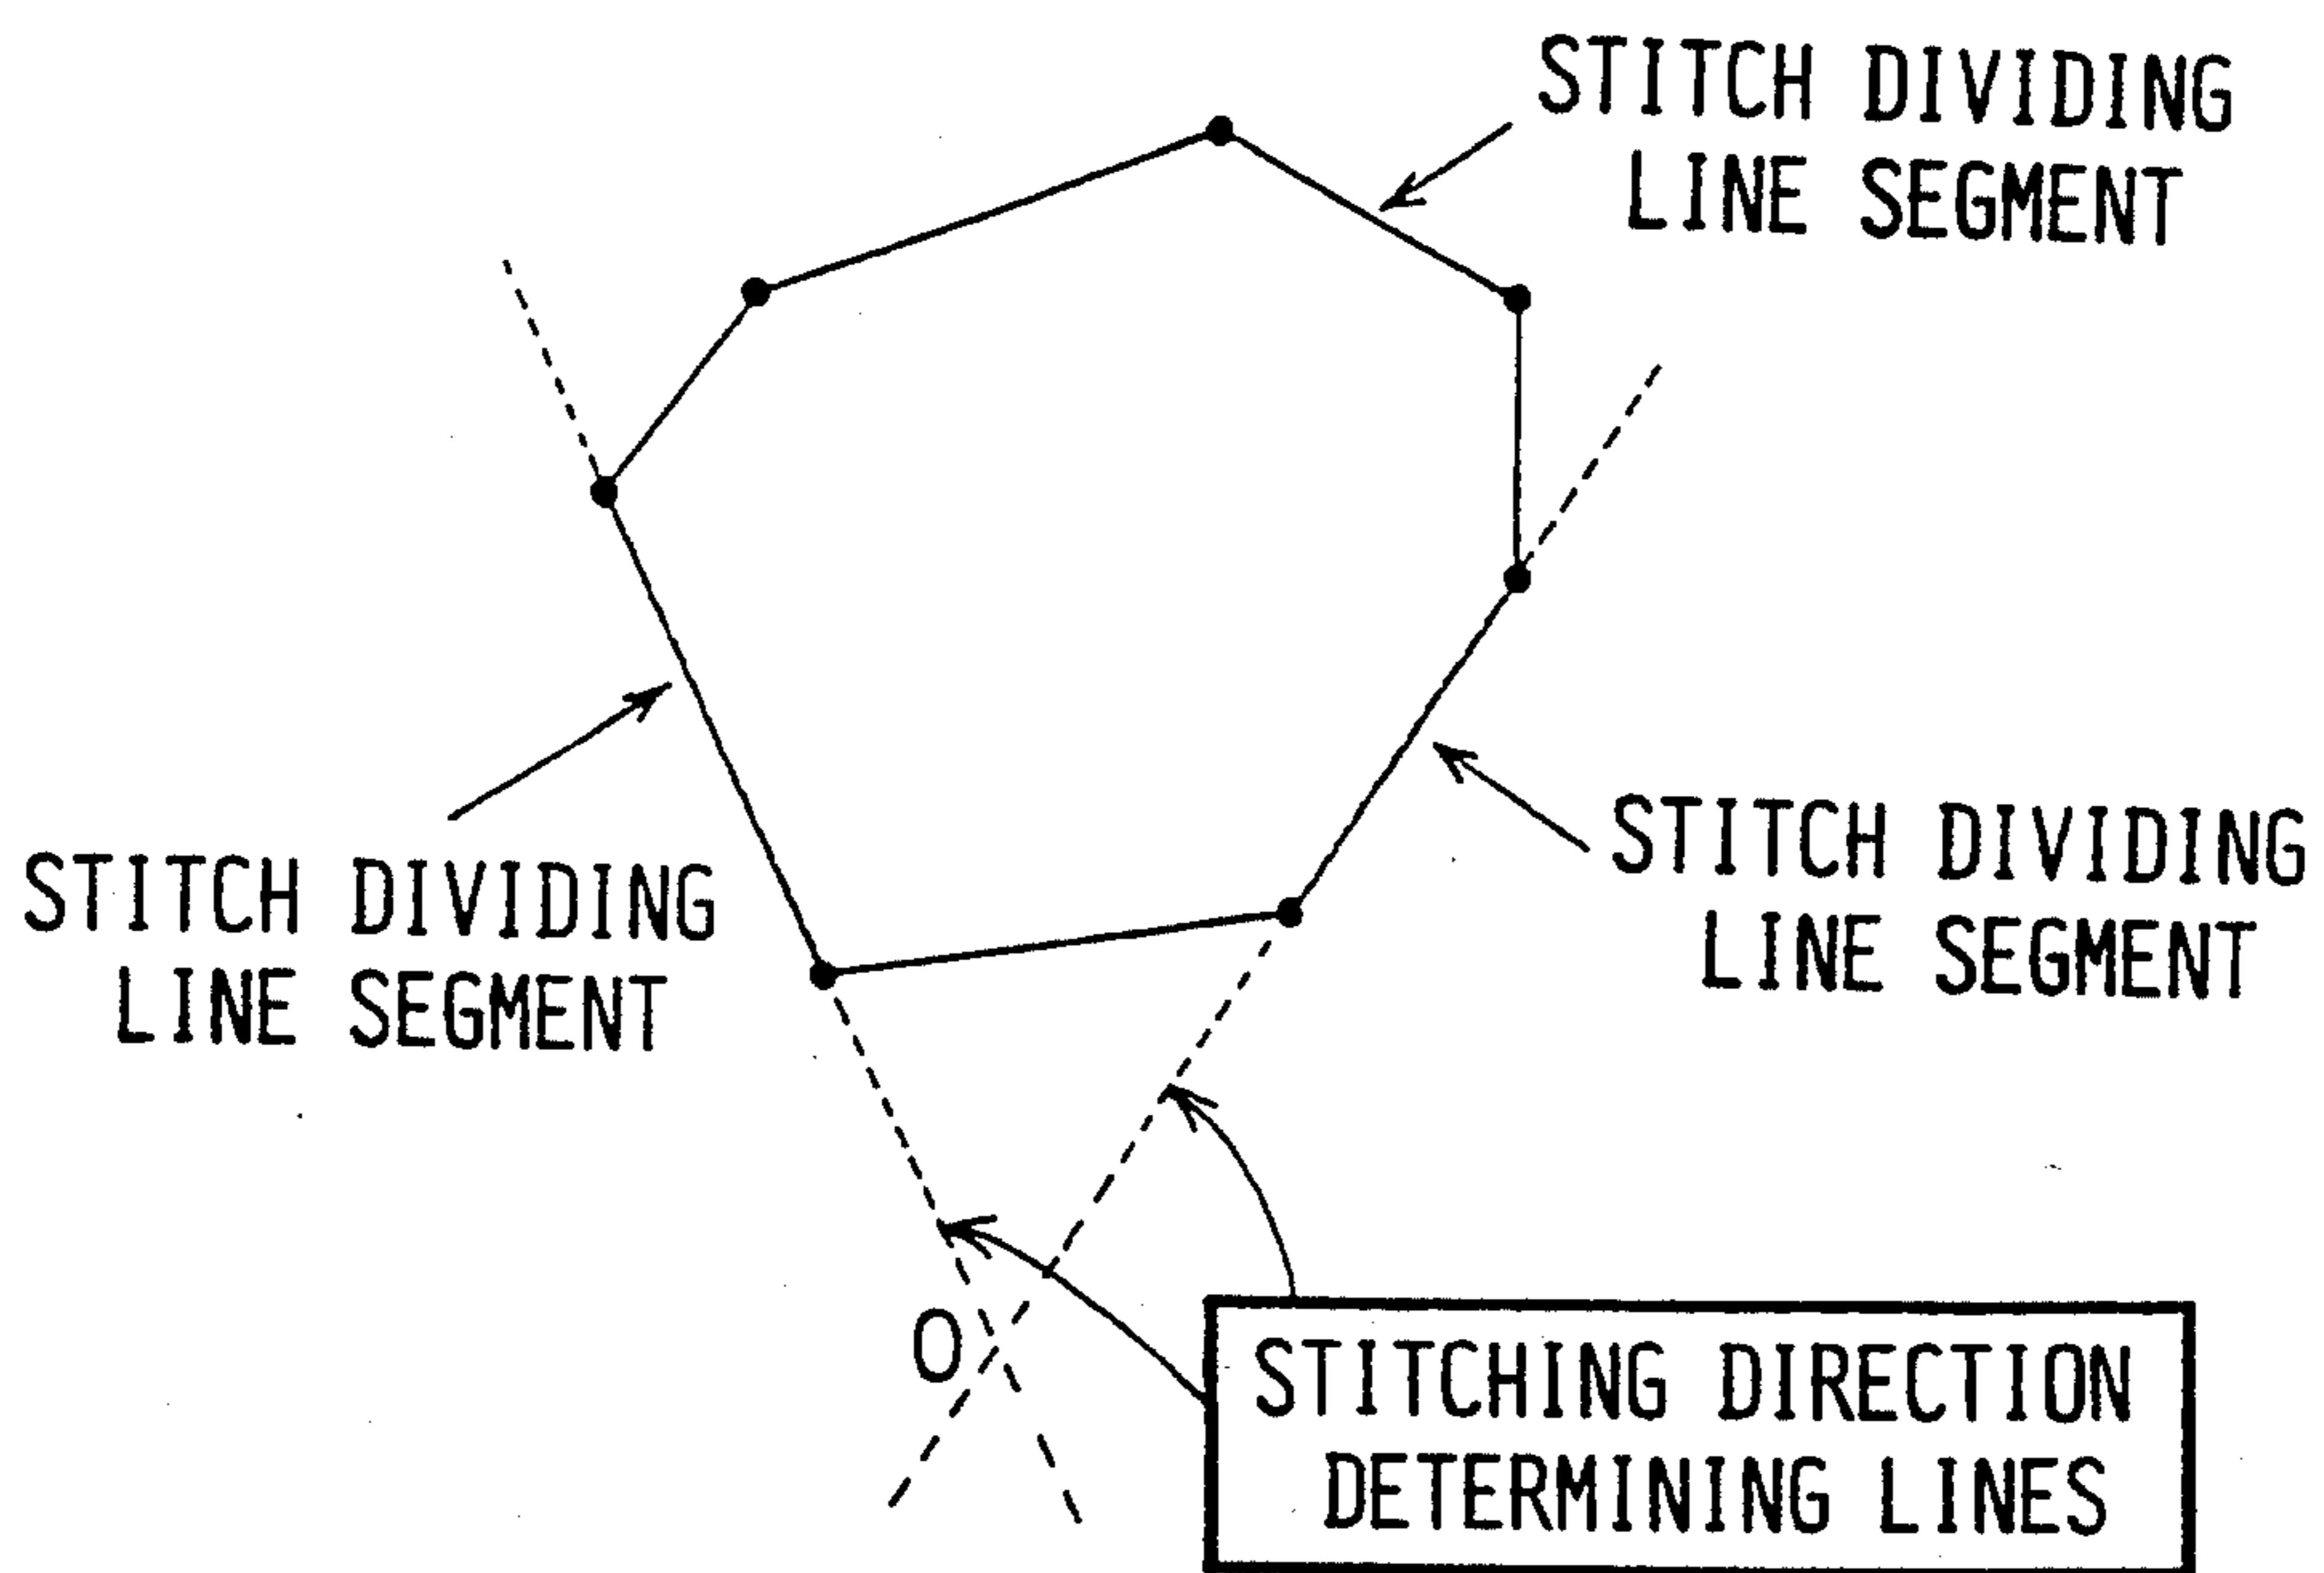 STITCH DIVIDING
LINE SEGMENT
STITCH DIVIDING
LINE SEGMENT
STITCH DIVIDING
LINE SEGMENT
O
STITCHING DIRECTION
DETERMINING LINES